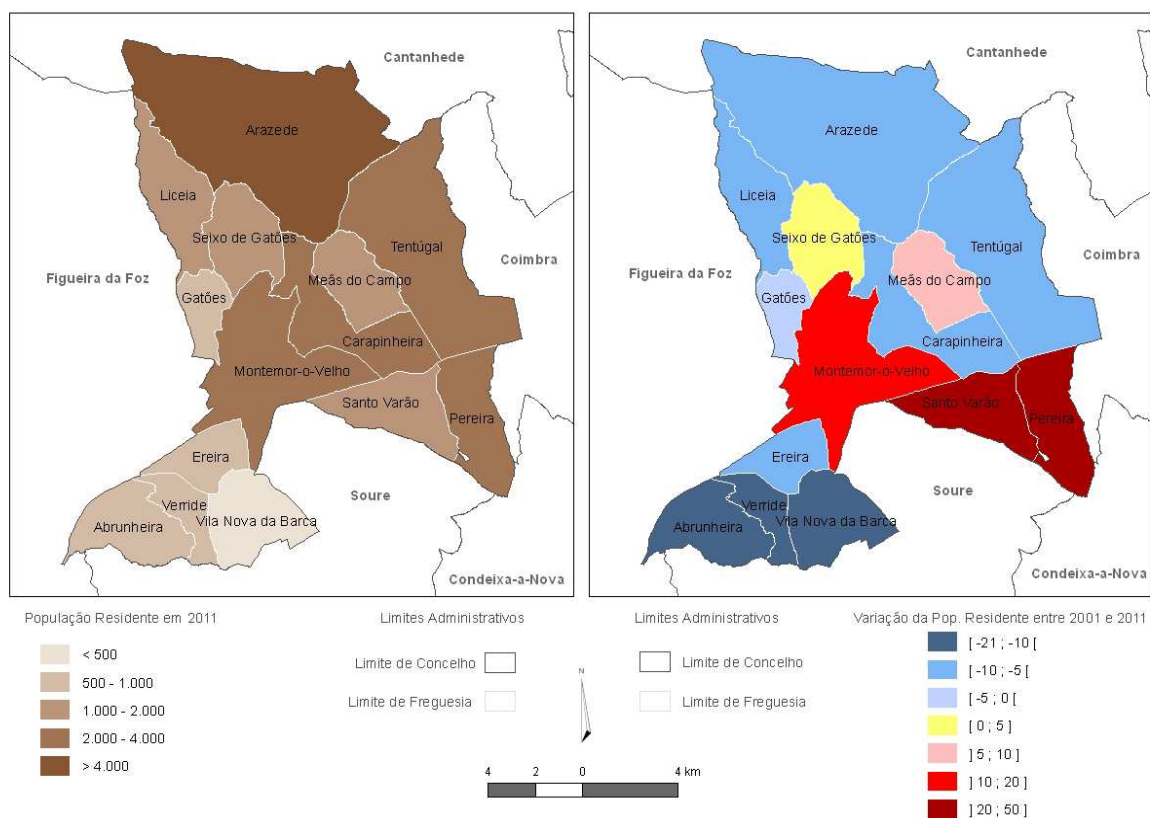 Cantanhede
Arazede
Liceia
Seixo de Gatões
Tentúgal
Coimbra
Figueira da Foz
Meãs do Campo
Gatões
Carapinheira
Montemor-o-Velho
Santo Varão
Pereira
Ereira
Soure
Verride
Vila Nova da Barca
Abrunheira
Condeixa-a-Nova
Cantanhede
Arazede
Liceia
Seixo de Gatões
Tentúgal
Coimbra
Figueira da Foz
Meãs do Campo
Gatões
Carapinheira
Montemor-o-Velho
Santo Varão
Pereira
Ereira
Soure
Verride
Vila Nova da Barca
Abrunheira
Condeixa-a-Nova
População Residente em 2011
< 500
500 - 1.000
1.000 - 2.000
2.000 - 4.000
> 4.000
Limites Administrativos
Limite de Concelho
Limite de Freguesia
N
4 2 0 4 km
Limites Administrativos
Limite de Concelho
Limite de Freguesia
Variação da Pop. Residente entre 2001 e 2011
[ -21 ; -10 [
[ -10 ; -5 [
[ -5 ; 0 [
[ 0 ; 5 ]
] 5 ; 10 ]
] 10 ; 20 ]
] 20 ; 50 ]